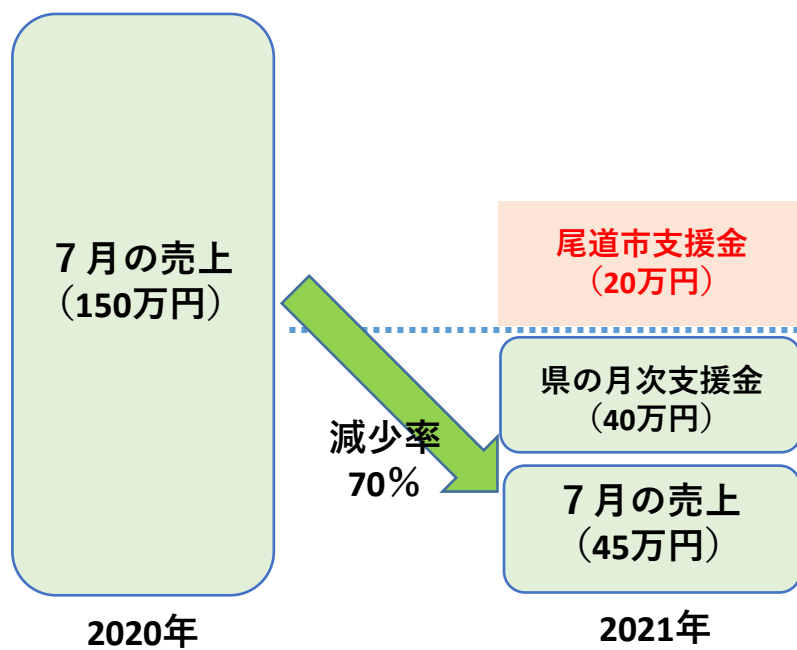 ７月の売上
（150万円）
2020年
減少率
70％
尾道市支援金
（20万円）
県の月次支援金
（40万円）
７月の売上
（45万円）
2021年